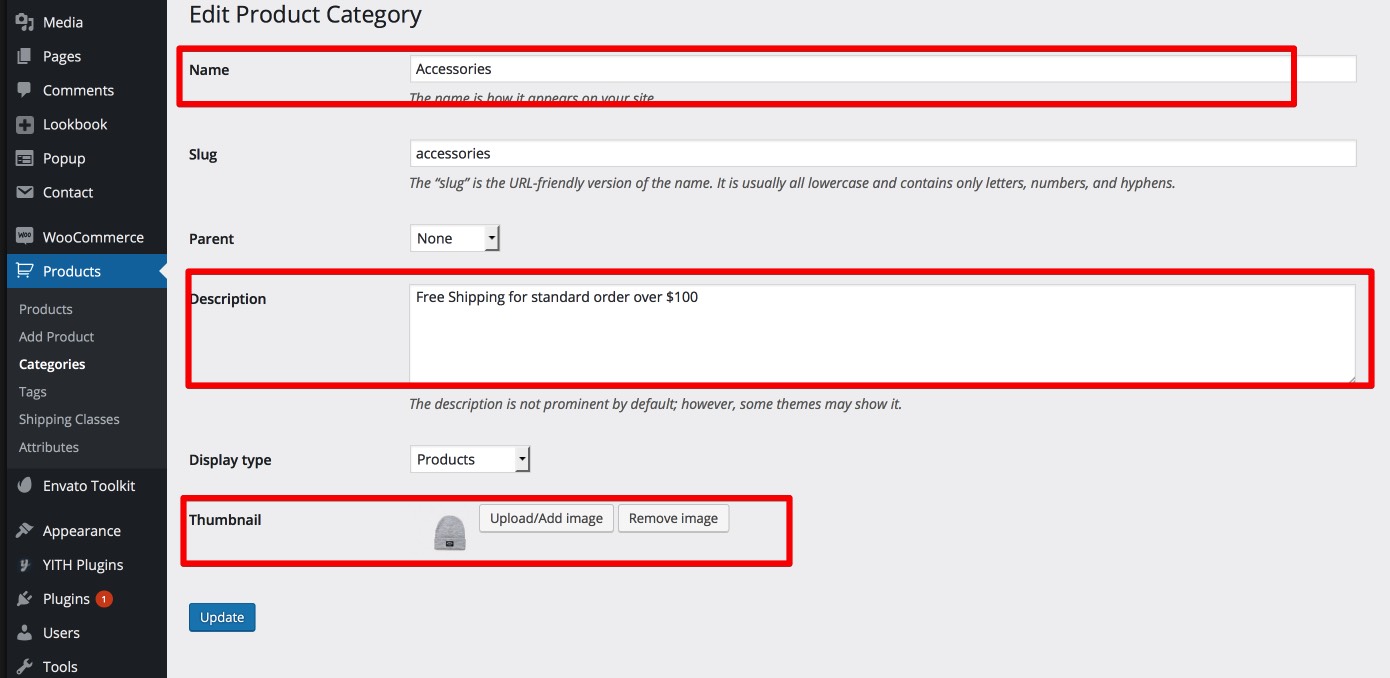 Media
Pages
Comments
Lookbook
Popup
Contact
WOO WooCommerce
Products
Products
Add Product
Categories
Tags
Shipping Classes
Attributes
Envato Toolkit
Appearance
YITH Plugins
Plugins 1
Users
Tools
Edit Product Category
Name Accessories
The name is how it appears on your site
Slug accessories
The “slug” is the URL-friendly version of the name. It is usually all lowercase and contains only letters, numbers, and hyphens.
Parent None
Description Free Shipping for standard order over $100
The description is not prominent by default; however, some themes may show it.
Display type Products
Thumbnail Upload/Add image Remove image
Update